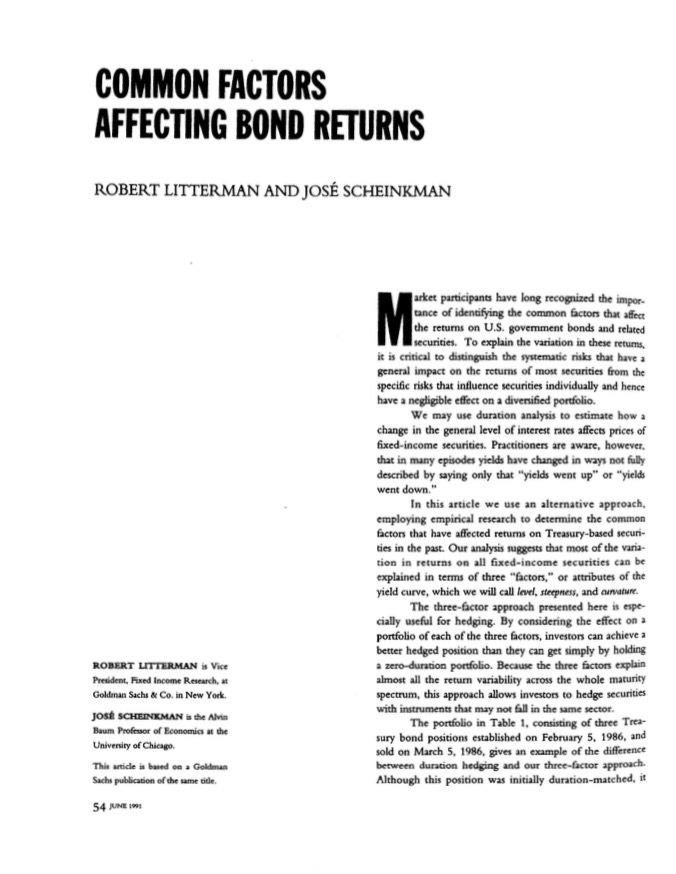 COMMON FACTORS
AFFECTING BOND RETURNS
ROBERT LITTERMAN AND JOSÉ SCHEINKMAN
Market participants have long recognized the impor-
tance of identifying the common factors that affect
the returns on U.S. government bonds and related
securities. To explain the variation in these returns,
it is critical to distinguish the systematic risks that have a
general impact on the returns of most securities from the
specific risks that influence securities individually and hence
have a negligible effect on a diversified portfolio.
We may use duration analysis to estimate how a
change in the general level of interest rates affects prices of
fixed-income securities. Practitioners are aware, however,
that in many episodes yields have changed in ways not fully
described by saying only that "yields went up" or "yields
went down."
In this article we use an alternative approach,
employing empirical research to determine the common
factors that have affected returns on Treasury-based securi-
ties in the past. Our analysis suggests that most of the varia-
tion in returns on all fixed-income securities can be
explained in terms of three "factors," or attributes of the
yield curve, which we will call level, steepness, and curvature.
The three-factor approach presented here is espe-
cially useful for hedging. By considering the effect on a
portfolio of each of the three factors, investors can achieve a
better hedged position than they can get simply by holding
a zero-duration portfolio. Because the three factors explain
almost all the return variability across the whole maturity
spectrum, this approach allows investors to hedge securities
with instruments that may not fall in the same sector.
The portfolio in Table 1, consisting of three Trea-
sury bond positions established on February 5, 1986, and
sold on March 5, 1986, gives an example of the difference
between duration hedging and our three-factor approach.
Although this position was initially duration-matched, it
ROBERT LITTERMAN is Vice
President, Fixed Income Research, at
Goldman Sachs & Co. in New York.
JOSÉ SCHEINKMAN is the Alvin
Baum Professor of Economics at the
University of Chicago.
This article is based on a Goldman
Sachs publication of the same title.
54 JUNE 1991